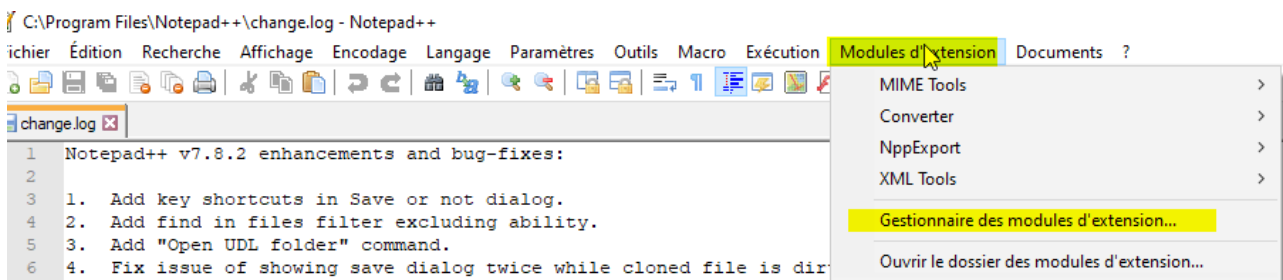 C:\Program Files\Notepad++\change.log - Notepad++
ichier Édition Recherche Affichage Encodage Langage Paramètres Outils Macro Exécution Modules d'extension Documents ?
MIME Tools
Converter
NppExport
XML Tools
Gestionnaire des modules d'extension...
Ouvrir le dossier des modules d'extension...
change.log
1 Notepad++ v7.8.2 enhancements and bug-fixes:
2
3 1. Add key shortcuts in Save or not dialog.
4 2. Add find in files filter excluding ability.
5 3. Add "Open UDL folder" command.
6 4. Fix issue of showing save dialog twice while cloned file is dir